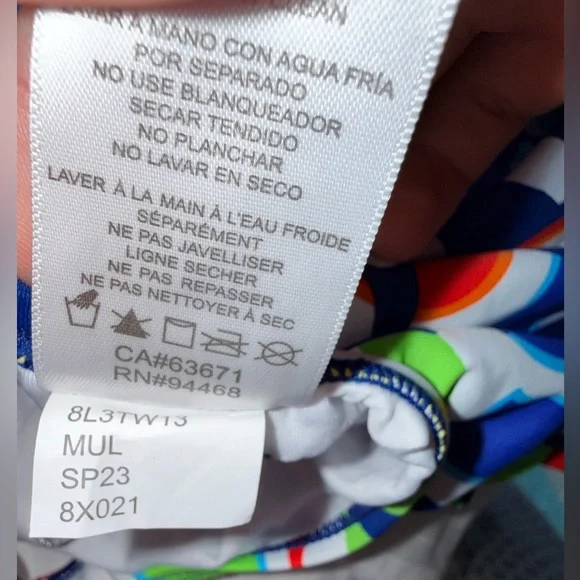 A MANO CON AGUA FRÍA
POR SEPARADO
NO USE BLANQUEADOR
SECAR TENDIDO
NO PLANCHAR
NO LAVAR EN SECO
LAVER À LA MAIN À L'EAU FROIDE
SÉPARÉMENT
NE PAS JAVELLISER
LIGNE SECHER
NE PAS REPASSER
NE PAS NETTOYER À SEC
CA#63671
RN#94468
8L3TW13
MUL
SP23
8X021